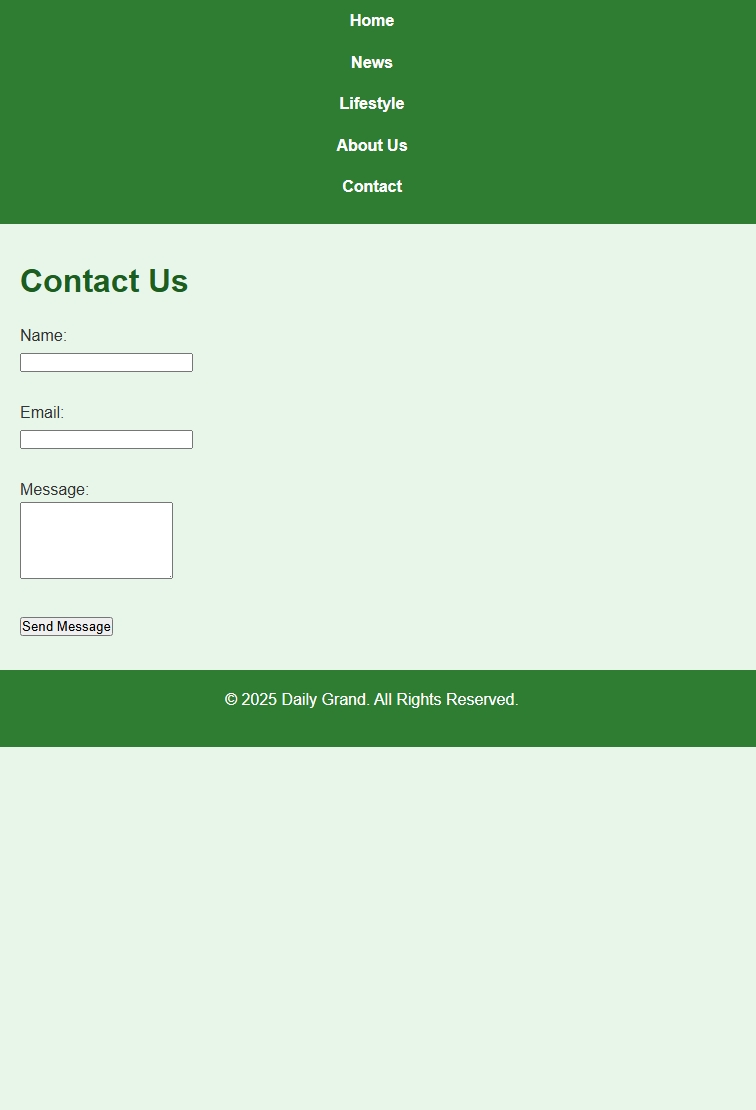 Home
News
Lifestyle
About Us
Contact
Contact Us
Name:
Email:
Message:
Send Message
© 2025 Daily Grand. All Rights Reserved.